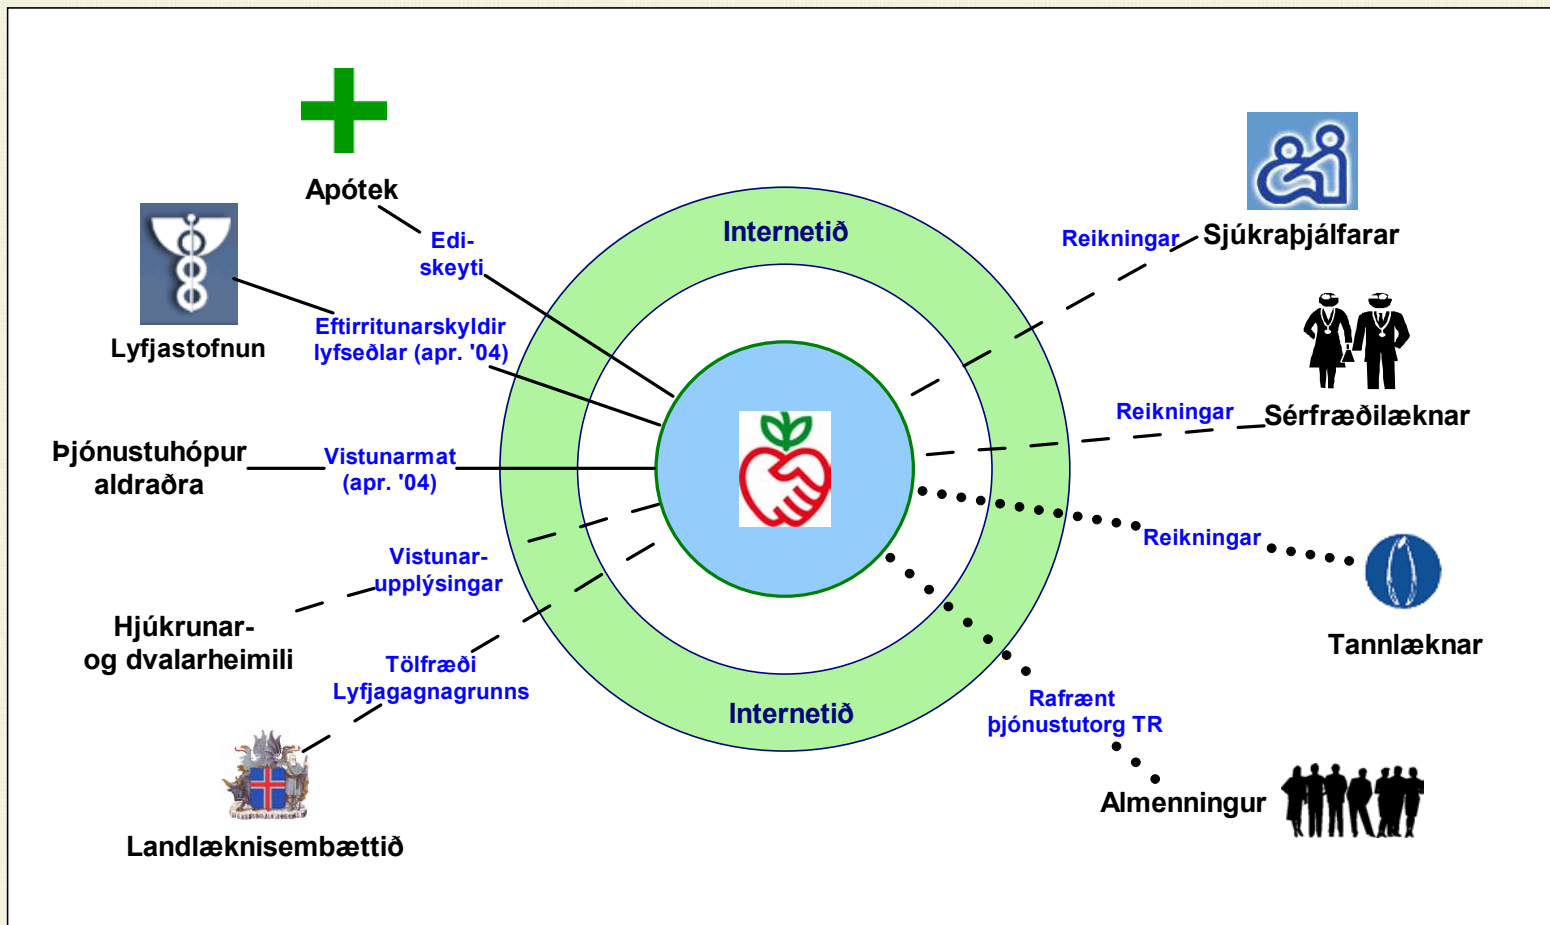 Apótek
Edi-
skeyti
Lyfjastofnun
Eftirritunarskyldir
lyfseðlar (apr. '04)
Þjónustuhópur
aldraðra
Vistunarmat
(apr. '04)
Hjúkrunar-
og dvalarheimili
Vistunar-
upplýsingar
Tölfræði
Lyfjagagnagrunns
Landlæknisembættið
Internetið
Internetið
Reikningar
Sjúkraþjálfarar
Reikningar
Sérfræðilæknar
Reikningar
Tannlæknar
Rafrænt
þjónustutorg TR
Almenningur